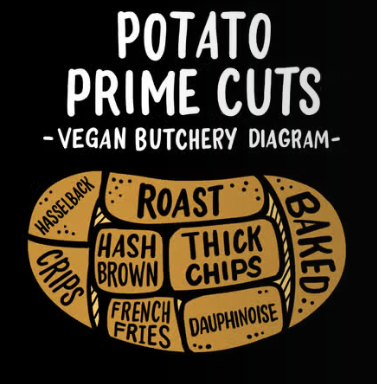 POTATO
PRIME CUTS
-VEGAN BUTCHERY DIAGRAM-
HASSELBACK
ROAST
BAKED
CRIPS
HASH
BROWN
THICK
CHIPS
FRENCH
FRIES
DAUPHINOISE